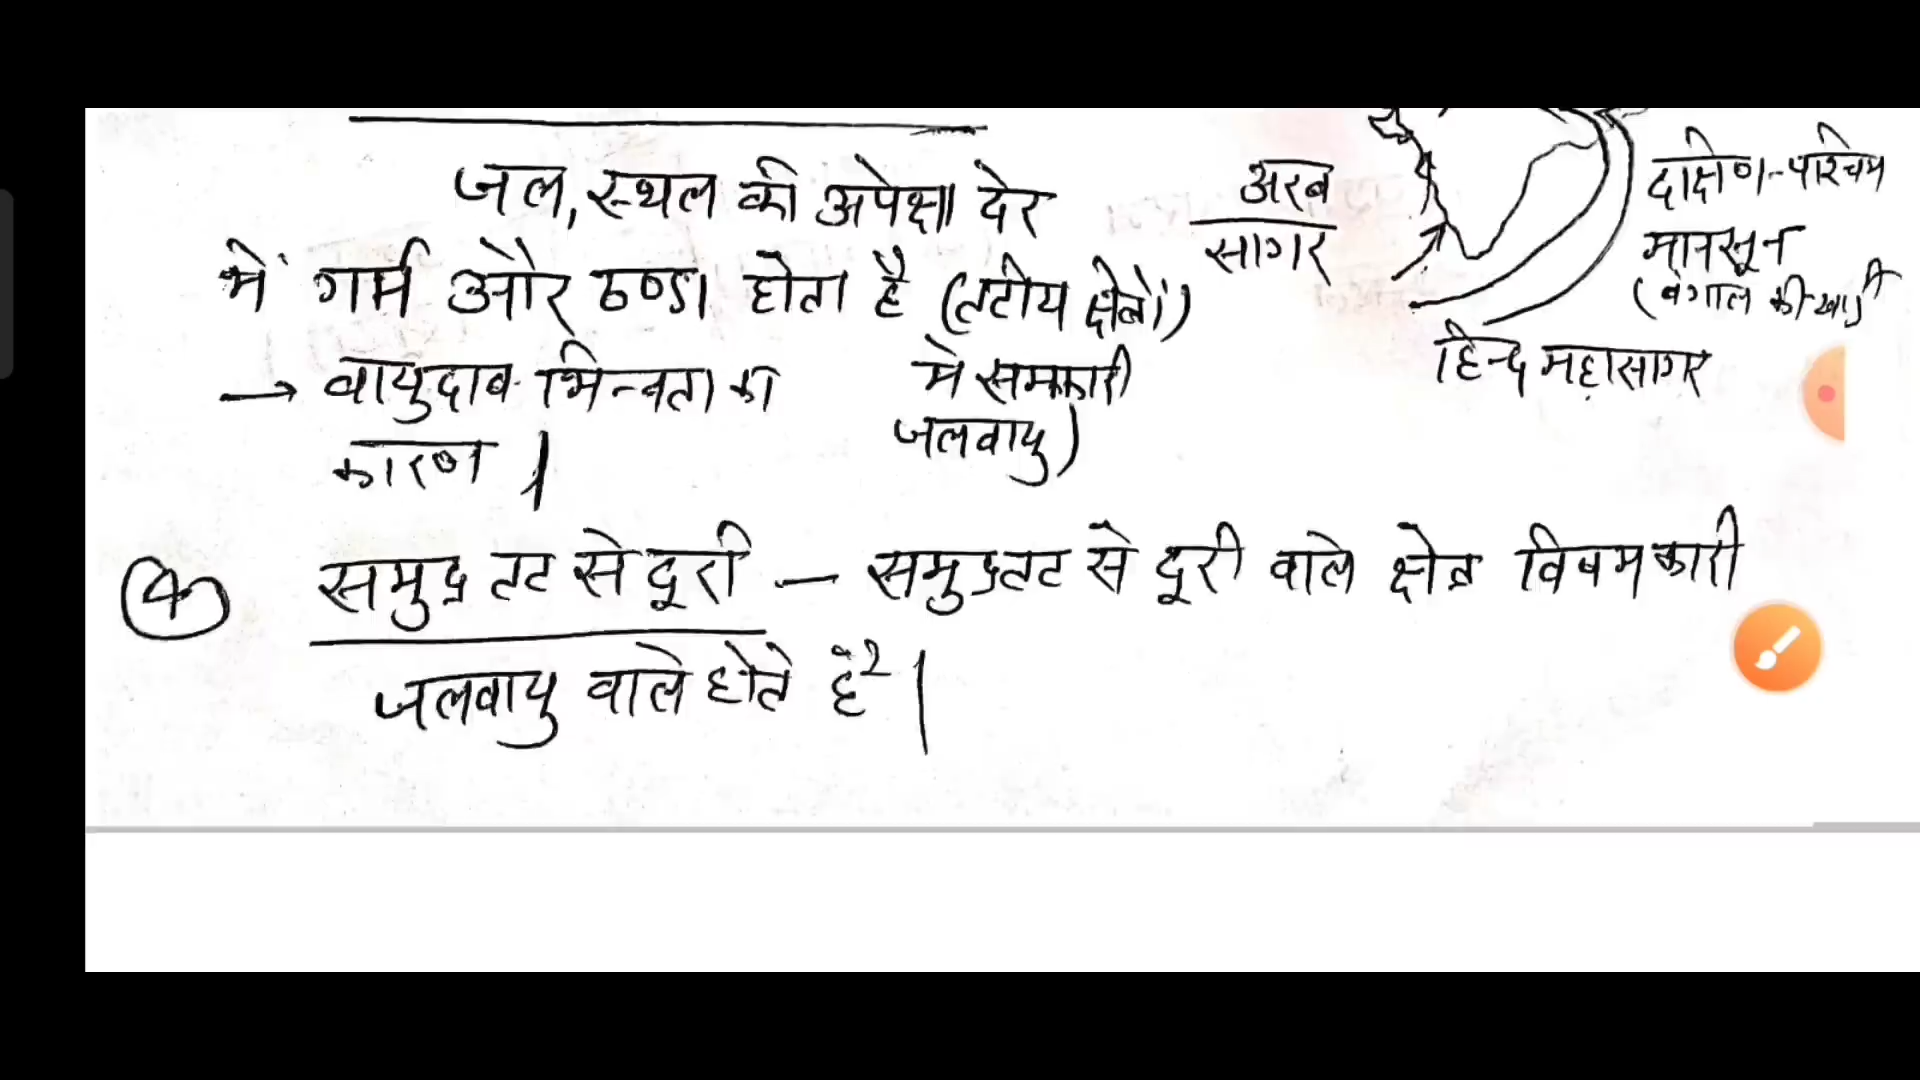 जल, स्थल की अपेक्षा देर
में गर्म और ठण्डा होता है (तटीय क्षेत्रों)
में समकारी
जलवायु)
→ वायुदाब भिन्नता का
कारण |
अरब
सागर
दक्षिण-पश्चिम
मानसून
(बंगाल की खाड़ी
हिन्द महासागर
4 समुद्र तट से दूरी — समुद्रतट से दूरी वाले क्षेत्र विषमकारी
जलवायु वाले होते हैं |